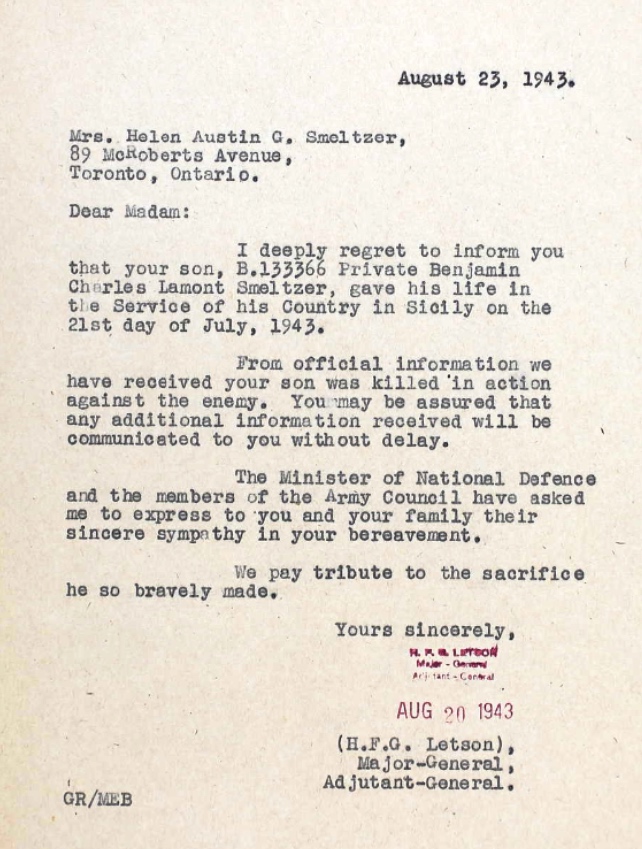 August 23, 1943.
Mrs. Helen Austin G. Smeltzer,
89 McRoberts Avenue,
Toronto, Ontario.
Dear Madam:
I deeply regret to inform you
that your son, B.133366 Private Benjamin
Charles Lamont Smeltzer, gave his life in
the Service of his Country in Sicily on the
21st day of July, 1943.
From official information we
have received your son was killed in action
against the enemy. You may be assured that
any additional information received will be
communicated to you without delay.
The Minister of National Defence
and the members of the Army Council have asked
me to express to you and your family their
sincere sympathy in your bereavement.
We pay tribute to the sacrifice
he so bravely made.
Yours sincerely,
H. F. G. LETSON
Major - General
Adjutant - General
AUG 20 1943
(H.F.G. Letson),
Major-General,
Adjutant-General.
GR/MEB